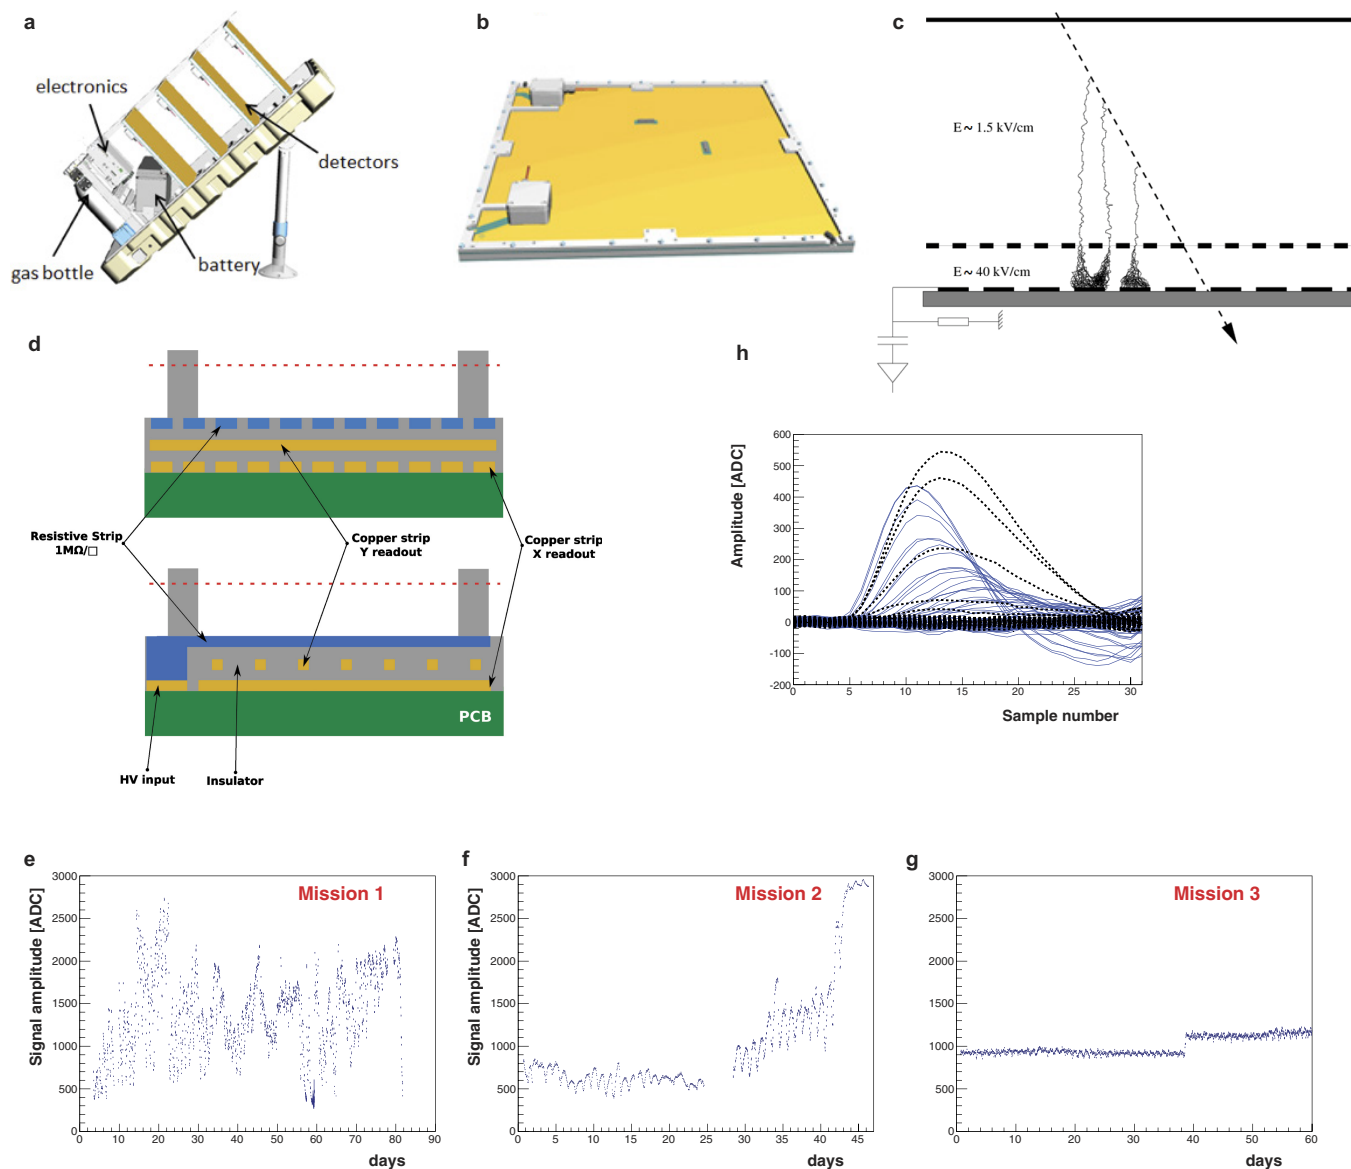 a
electronics
detectors
gas bottle
battery
b
c
E ~ 1.5 kV/cm
E ~ 40 kV/cm
d
Resistive Strip
1MΩ/□
Copper strip
Y readout
Copper strip
X readout
PCB
HV input
Insulator
h
Amplitude [ADC]
600
500
400
300
200
100
0
-100
-200
0 5 10 15 20 25 30
Sample number
e
Mission 1
Signal amplitude [ADC]
3000
2500
2000
1500
1000
500
0
0 10 20 30 40 50 60 70 80 90
days
f
Mission 2
Signal amplitude [ADC]
3000
2500
2000
1500
1000
500
0
0 5 10 15 20 25 30 35 40 45
days
g
Mission 3
3000
2500
2000
1500
1000
500
0
0 10 20 30 40 50 60
days